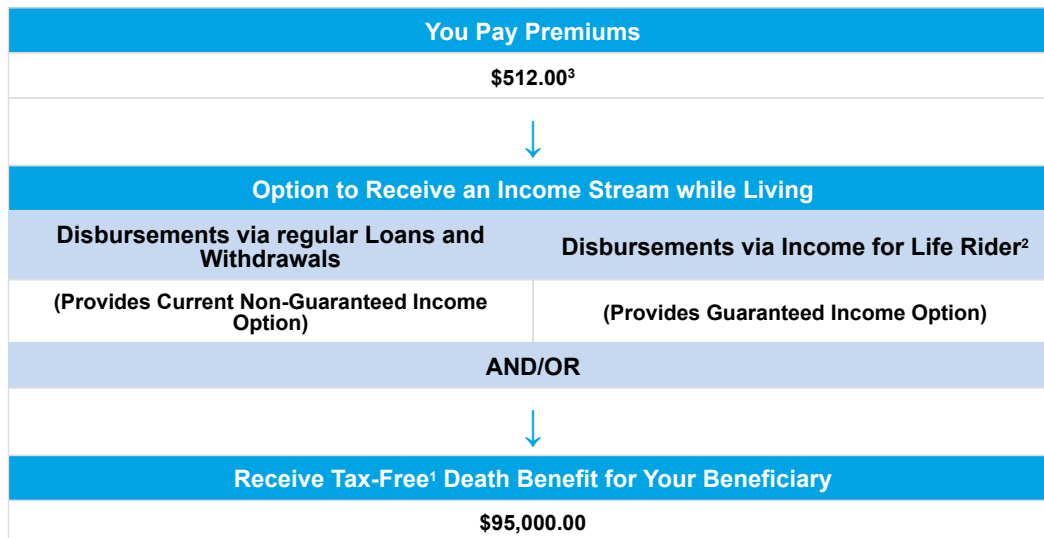 You Pay Premiums
$512.00³
↓
Option to Receive an Income Stream while Living
Disbursements via regular Loans and
Withdrawals
Disbursements via Income for Life Rider²
(Provides Current Non-Guaranteed Income
Option)
(Provides Guaranteed Income Option)
AND/OR
↓
Receive Tax-Free¹ Death Benefit for Your Beneficiary
$95,000.00